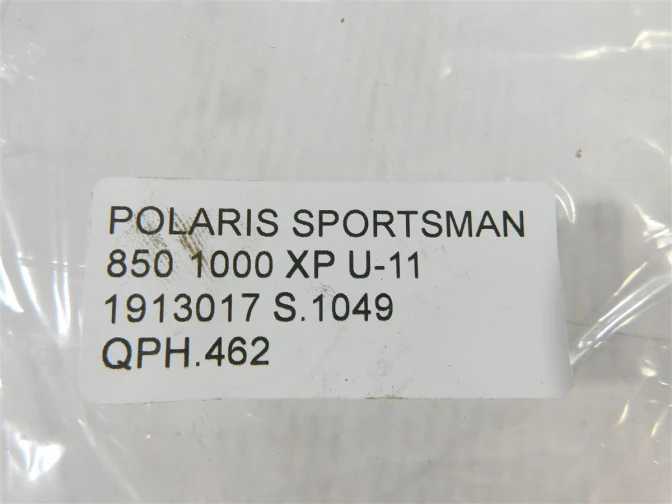 POLARIS SPORTSMAN
850 1000 XP U-11
1913017 S.1049
QPH.462